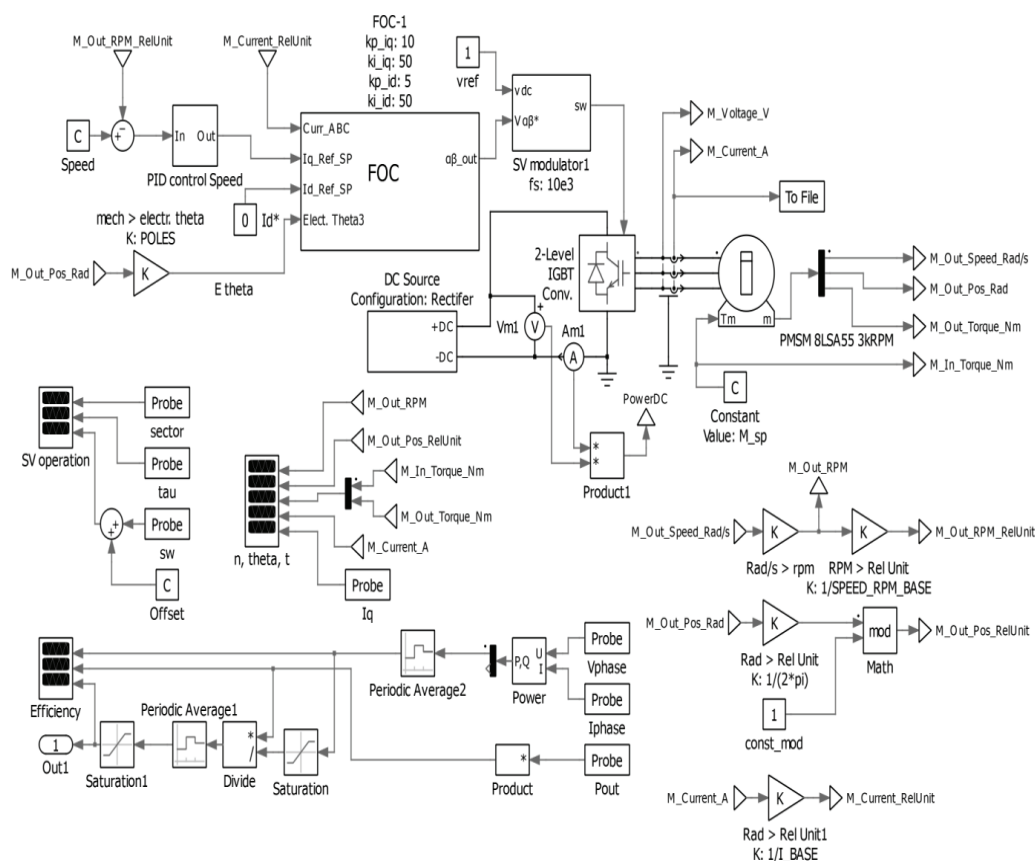 FOC-1
kp_iq: 10
ki_iq: 50
kp_id: 5
ki_id: 50
M_Out_RPM_RelUnit
M_Current_RelUnit
1
vref
vdc
Vαβ*
sw
SV modulator1
fs: 10e3
M_Voltage_V
M_Current_A
To File
C
Speed
+
−
In
Out
PID control Speed
Curr_ABC
Iq_Ref_SP
Id_Ref_SP
Elect. Theta3
FOC
αβ_out
0
Id*
mech > electr. theta
K: POLES
M_Out_Pos_Rad
K
E theta
2-Level
IGBT
Conv.
DC Source
Configuration: Rectifer
+DC
-DC
Vm1
+
V
Am1
A
Tm
m
PMSM 8LSA55 3kRPM
M_Out_Speed_Rad/s
M_Out_Pos_Rad
M_Out_Torque_Nm
M_In_Torque_Nm
C
Constant
Value: M_sp
PowerDC
*
*
Product1
SV operation
Probe
sector
Probe
tau
Probe
sw
+
+
C
Offset
M_Out_RPM
M_Out_Pos_RelUnit
M_In_Torque_Nm
M_Out_Torque_Nm
M_Current_A
n, theta, t
Probe
Iq
M_Out_RPM
M_Out_Speed_Rad/s
K
K
M_Out_RPM_RelUnit
Rad/s > rpm
RPM > Rel Unit
K: 1/SPEED_RPM_BASE
M_Out_Pos_Rad
K
mod
M_Out_Pos_RelUnit
Rad > Rel Unit
K: 1/(2*pi)
Math
1
const_mod
M_Current_A
K
M_Current_RelUnit
Rad > Rel Unit1
K: 1/I_BASE
Efficiency
Periodic Average2
P,Q
U
I
Power
Probe
Vphase
Probe
Iphase
Periodic Average1
1
Out1
Saturation1
*
/
Divide
Saturation
*
Product
Probe
Pout